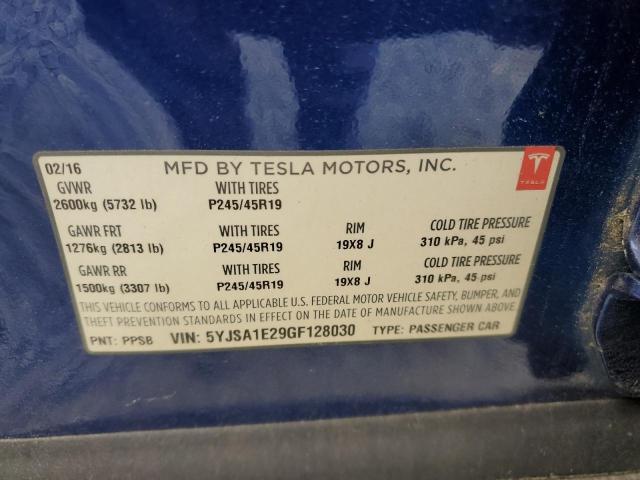 02/16 MFD BY TESLA MOTORS, INC.
TESLA
GVWR WITH TIRES
2600kg (5732 lb) P245/45R19
GAWR FRT WITH TIRES RIM COLD TIRE PRESSURE
1276kg (2813 lb) P245/45R19 19X8 J 310 kPa, 45 psi
GAWR RR WITH TIRES RIM COLD TIRE PRESSURE
1500kg (3307 lb) P245/45R19 19X8 J 310 kPa, 45 psi
THIS VEHICLE CONFORMS TO ALL APPLICABLE U.S. FEDERAL MOTOR VEHICLE SAFETY, BUMPER, AND
THEFT PREVENTION STANDARDS IN EFFECT ON THE DATE OF MANUFACTURE SHOWN ABOVE.
PNT: PPSB VIN: 5YJSA1E29GF128030 TYPE: PASSENGER CAR